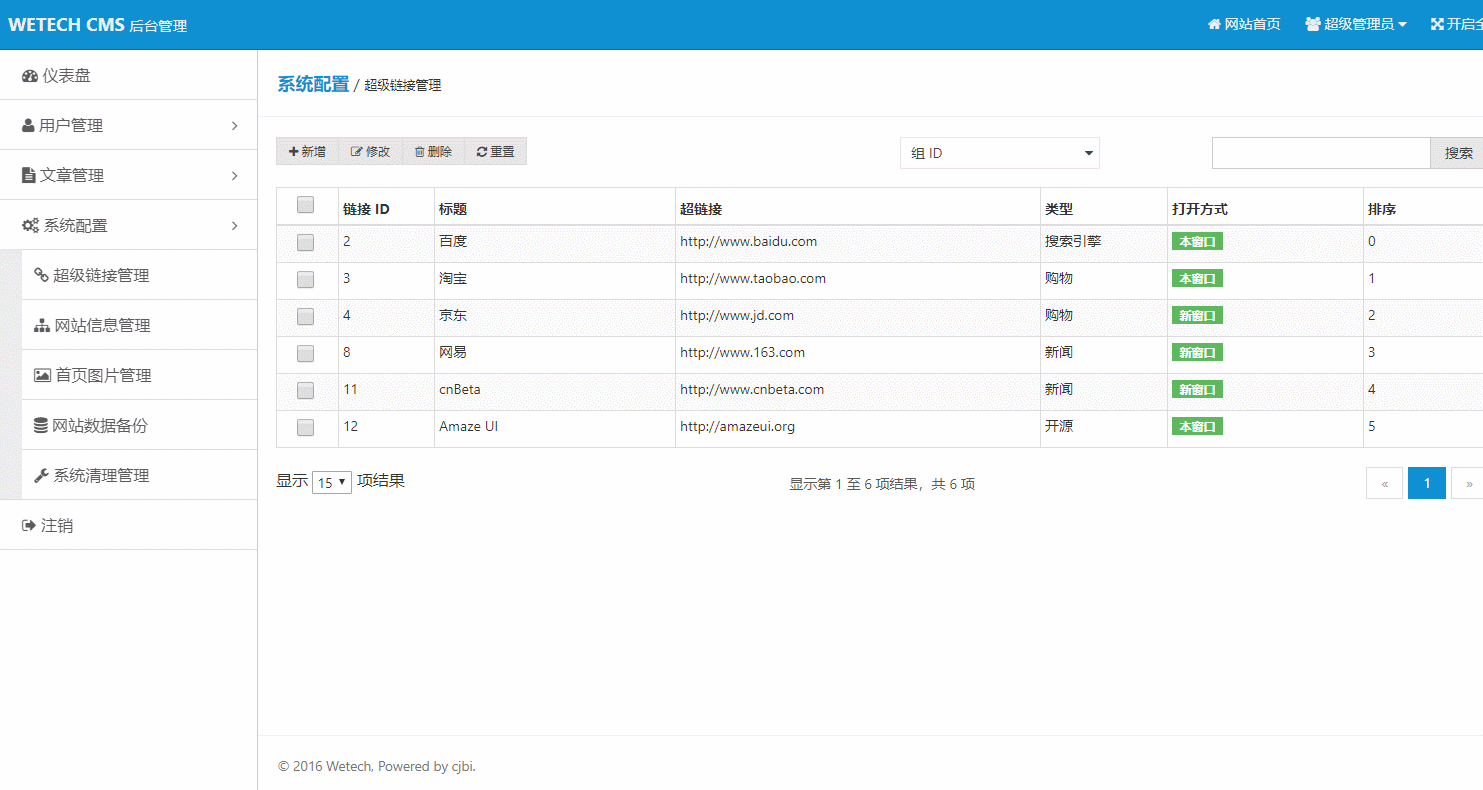 WETECH CMS 后台管理
网站首页 超级管理员 开启全
仪表盘
用户管理
文章管理
系统配置
超级链接管理
网站信息管理
首页图片管理
网站数据备份
系统清理管理
注销
系统配置 / 超级链接管理
新增 修改 删除 重置 组 ID 搜索
链接 ID 标题 超链接 类型 打开方式 排序
2 百度 http://www.baidu.com 搜索引擎 本窗口 0
3 淘宝 http://www.taobao.com 购物 本窗口 1
4 京东 http://www.jd.com 购物 新窗口 2
8 网易 http://www.163.com 新闻 新窗口 3
11 cnBeta http://www.cnbeta.com 新闻 新窗口 4
12 Amaze UI http://amazeui.org 开源 本窗口 5
显示 15 项结果 显示第 1 至 6 项结果，共 6 项 « 1 »
© 2016 Wetech, Powered by cjbi.